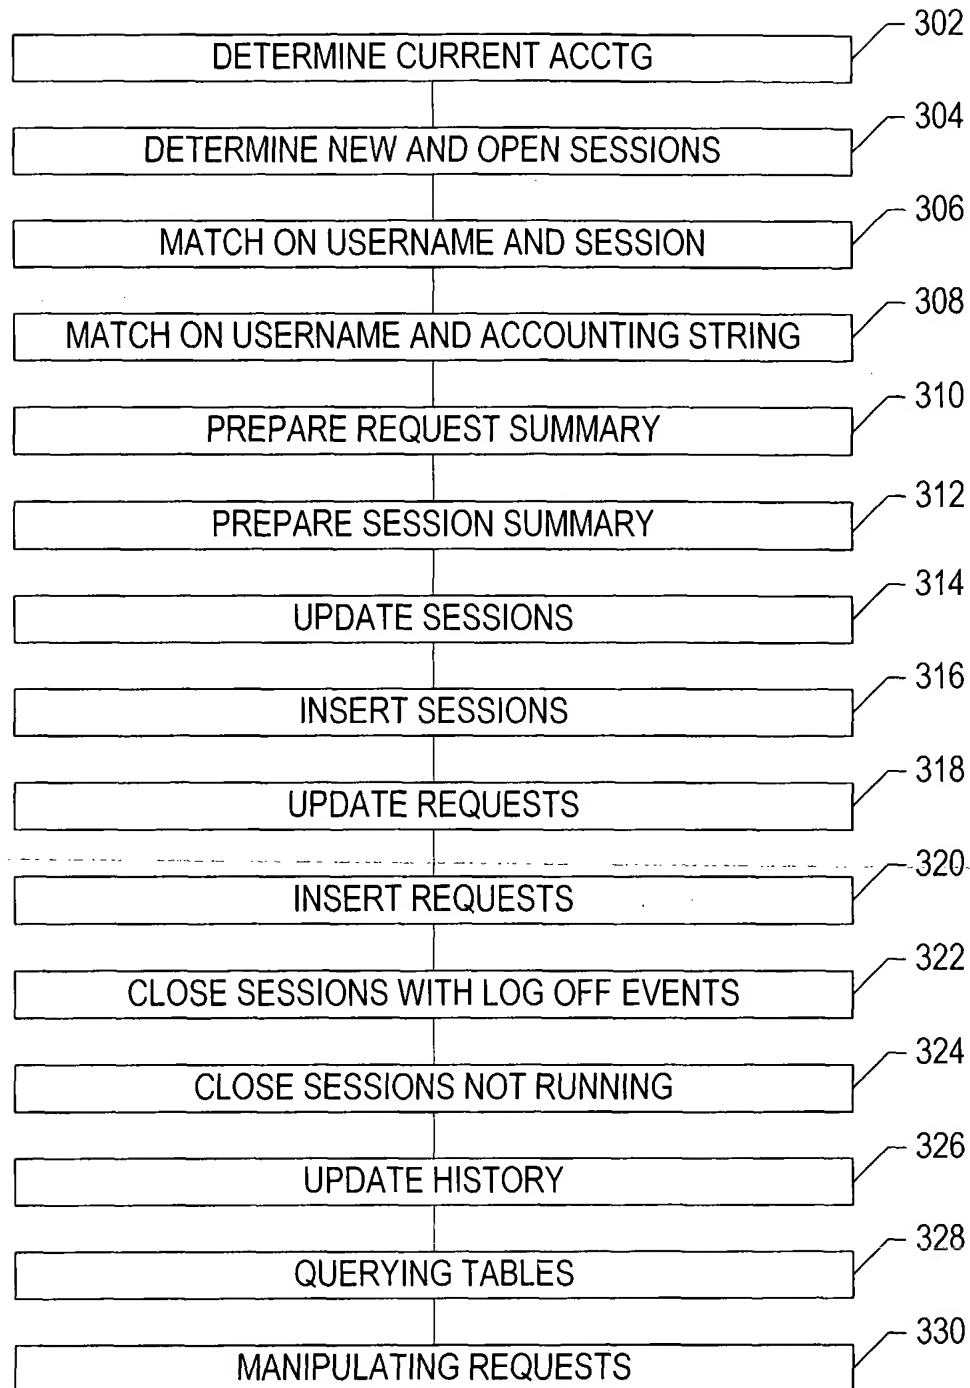 302
DETERMINE CURRENT ACCTG
304
DETERMINE NEW AND OPEN SESSIONS
306
MATCH ON USERNAME AND SESSION
308
MATCH ON USERNAME AND ACCOUNTING STRING
310
PREPARE REQUEST SUMMARY
312
PREPARE SESSION SUMMARY
314
UPDATE SESSIONS
316
INSERT SESSIONS
318
UPDATE REQUESTS
320
INSERT REQUESTS
322
CLOSE SESSIONS WITH LOG OFF EVENTS
324
CLOSE SESSIONS NOT RUNNING
326
UPDATE HISTORY
328
QUERYING TABLES
330
MANIPULATING REQUESTS